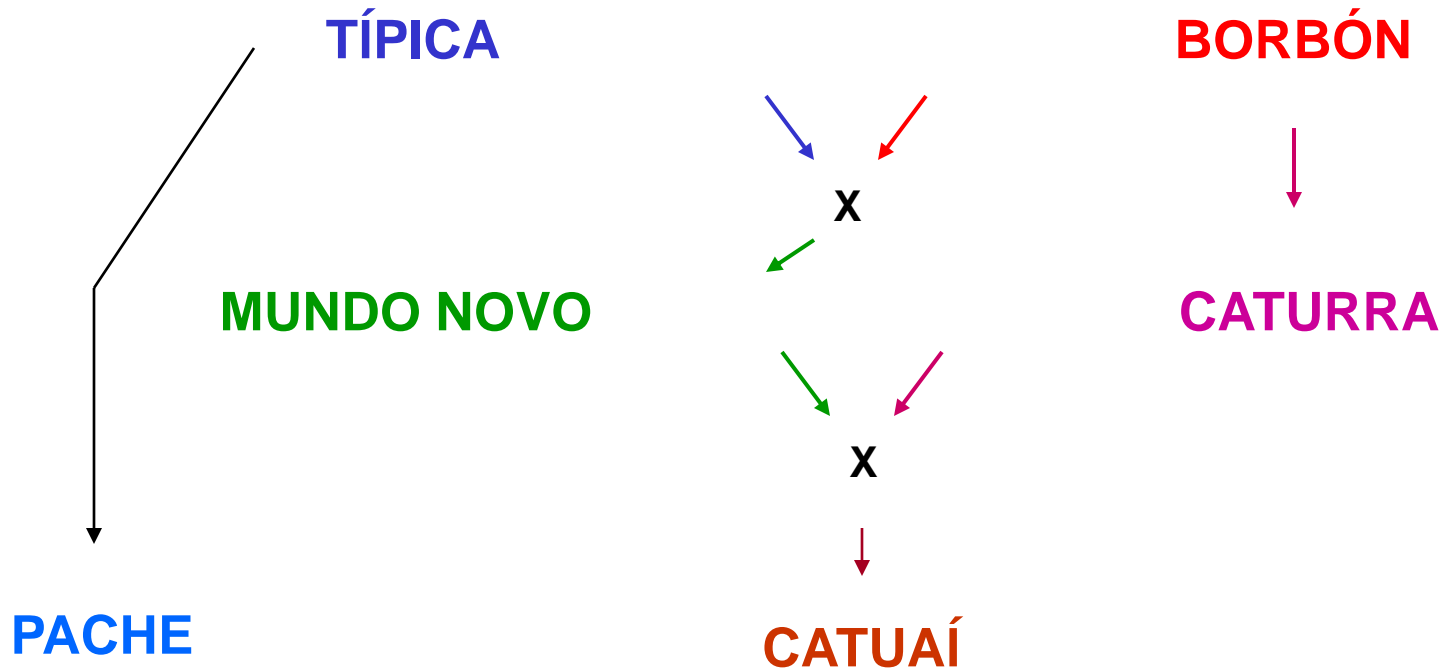 TÍPICA
BORBÓN
X
MUNDO NOVO
CATURRA
X
PACHE
CATUAÍ